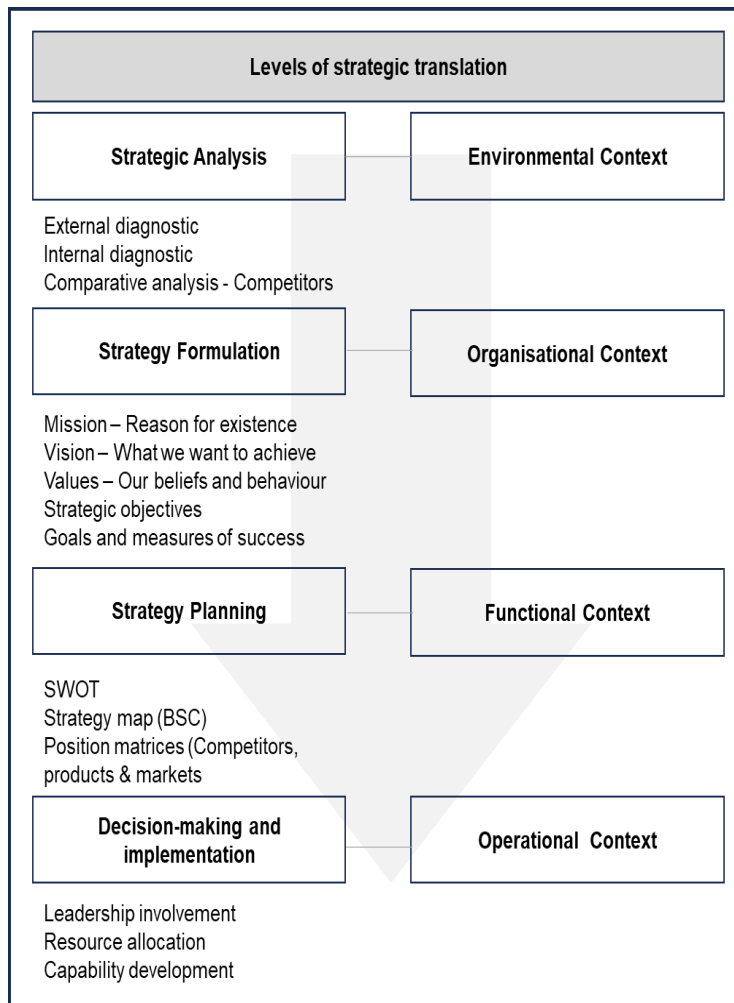 Levels of strategic translation
Strategic Analysis
Environmental Context
External diagnostic
Internal diagnostic
Comparative analysis - Competitors
Strategy Formulation
Organisational Context
Mission – Reason for existence
Vision – What we want to achieve
Values – Our beliefs and behaviour
Strategic objectives
Goals and measures of success
Strategy Planning
Functional Context
SWOT
Strategy map (BSC)
Position matrices (Competitors,
products & markets
Decision-making and
implementation
Operational Context
Leadership involvement
Resource allocation
Capability development